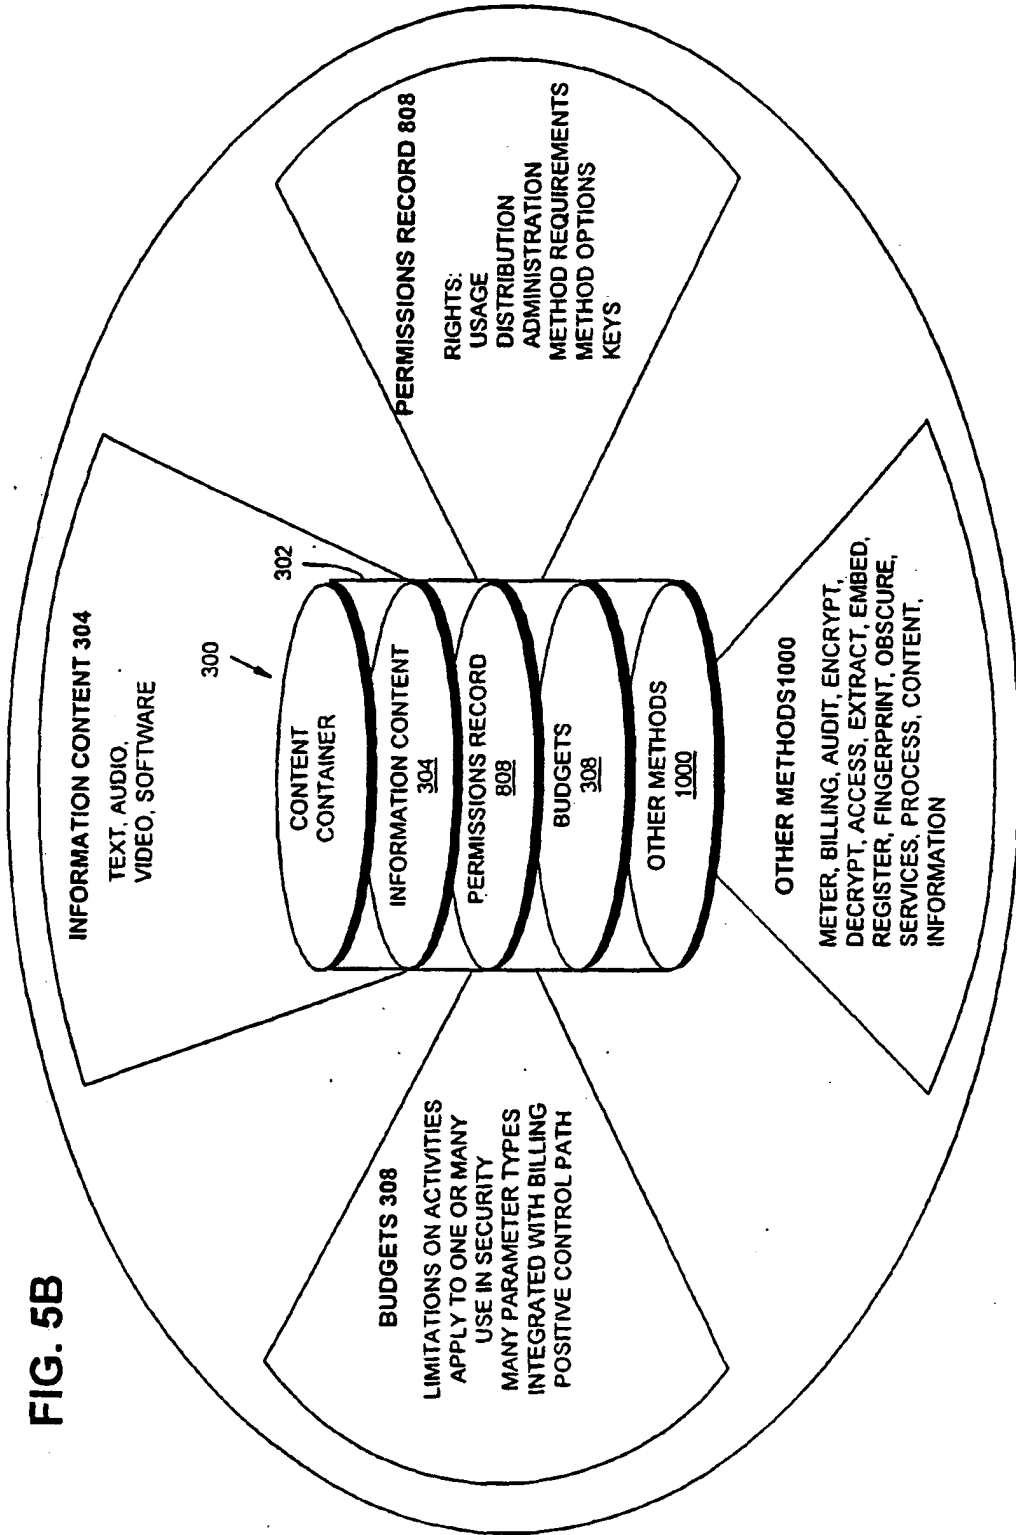 FIG. 5B
INFORMATION CONTENT 304
TEXT, AUDIO,
VIDEO, SOFTWARE
300
302
CONTENT
CONTAINER
INFORMATION CONTENT
304
PERMISSIONS RECORD
808
BUDGETS
308
OTHER METHODS
1000
BUDGETS 308
LIMITATIONS ON ACTIVITIES
APPLY TO ONE OR MANY
USE IN SECURITY
MANY PARAMETER TYPES
INTEGRATED WITH BILLING
POSITIVE CONTROL PATH
PERMISSIONS RECORD 808
RIGHTS:
USAGE
DISTRIBUTION
ADMINISTRATION
METHOD REQUIREMENTS
METHOD OPTIONS
KEYS
OTHER METHODS1000
METER, BILLING, AUDIT, ENCRYPT,
DECRYPT, ACCESS, EXTRACT, EMBED,
REGISTER, FINGERPRINT, OBSCURE,
SERVICES, PROCESS, CONTENT,
INFORMATION